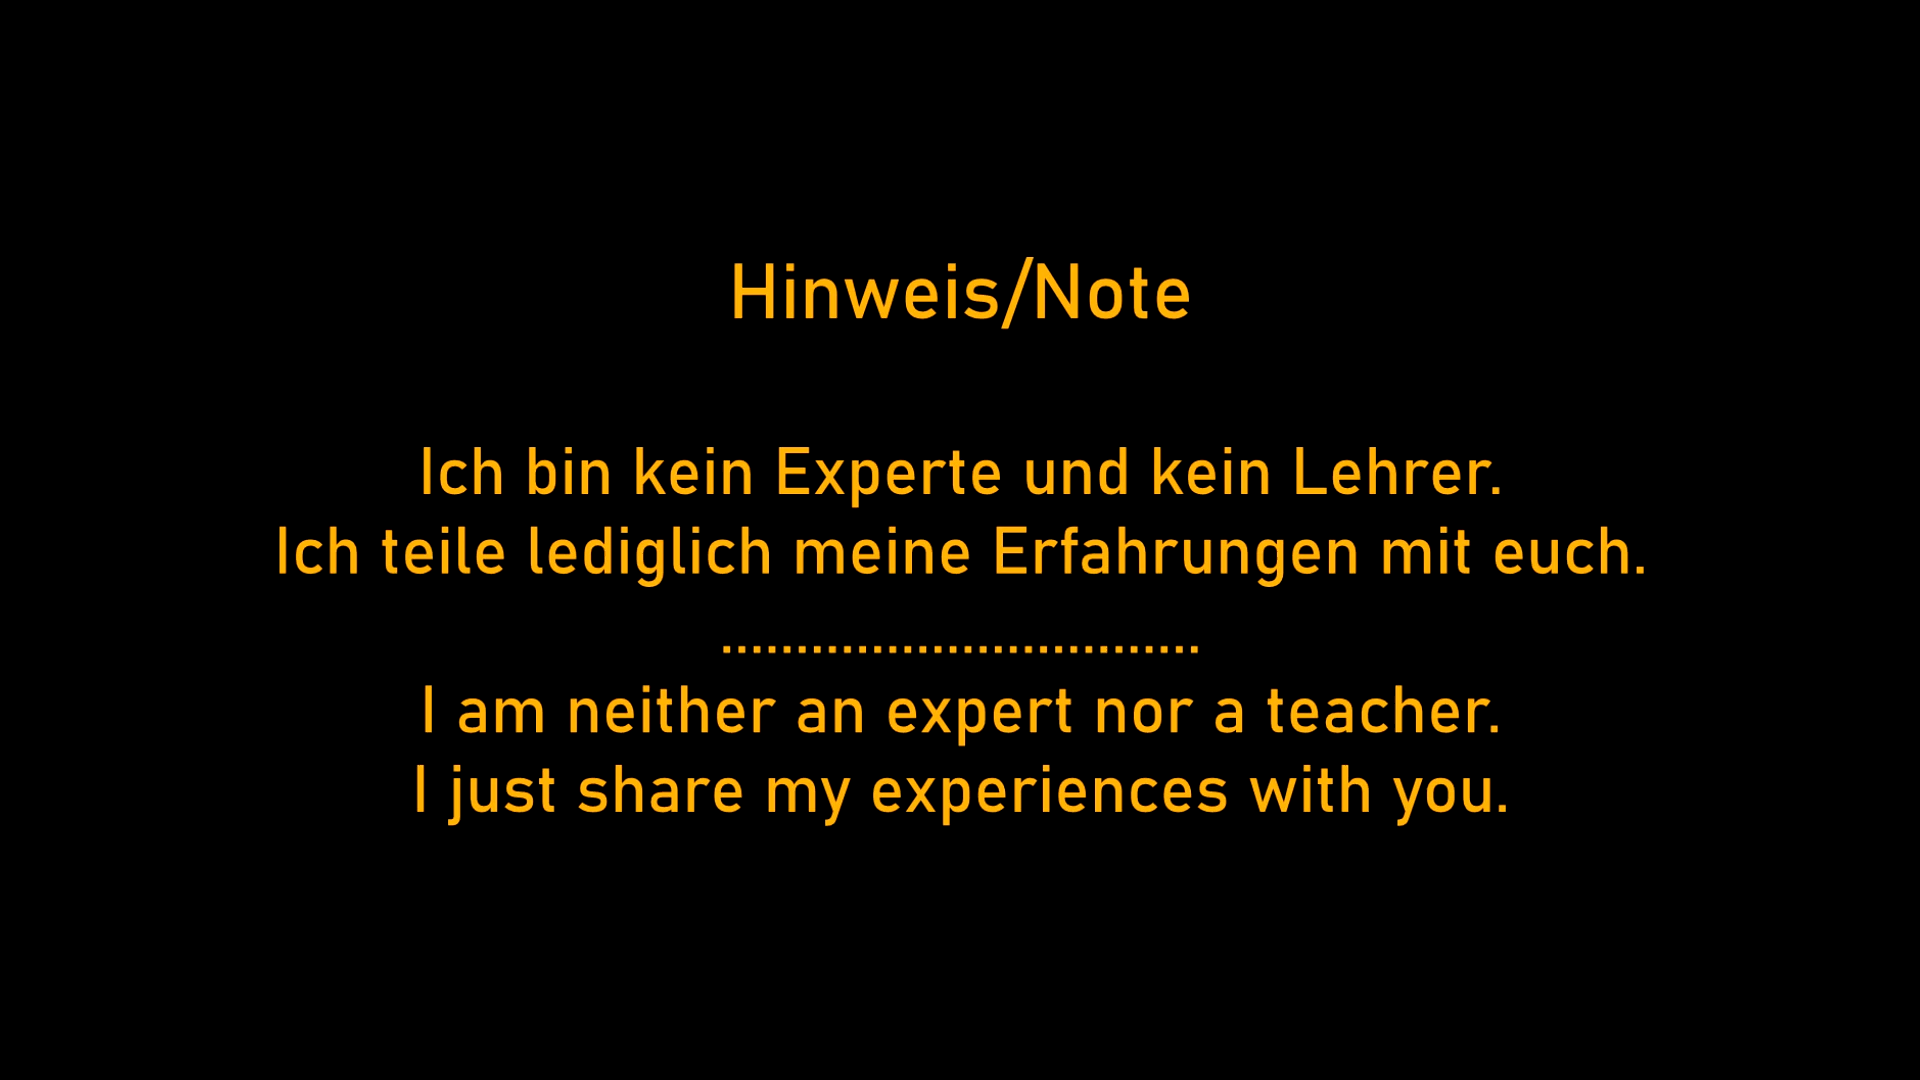 Hinweis/Note
Ich bin kein Experte und kein Lehrer.
Ich teile lediglich meine Erfahrungen mit euch.
................................
I am neither an expert nor a teacher.
I just share my experiences with you.